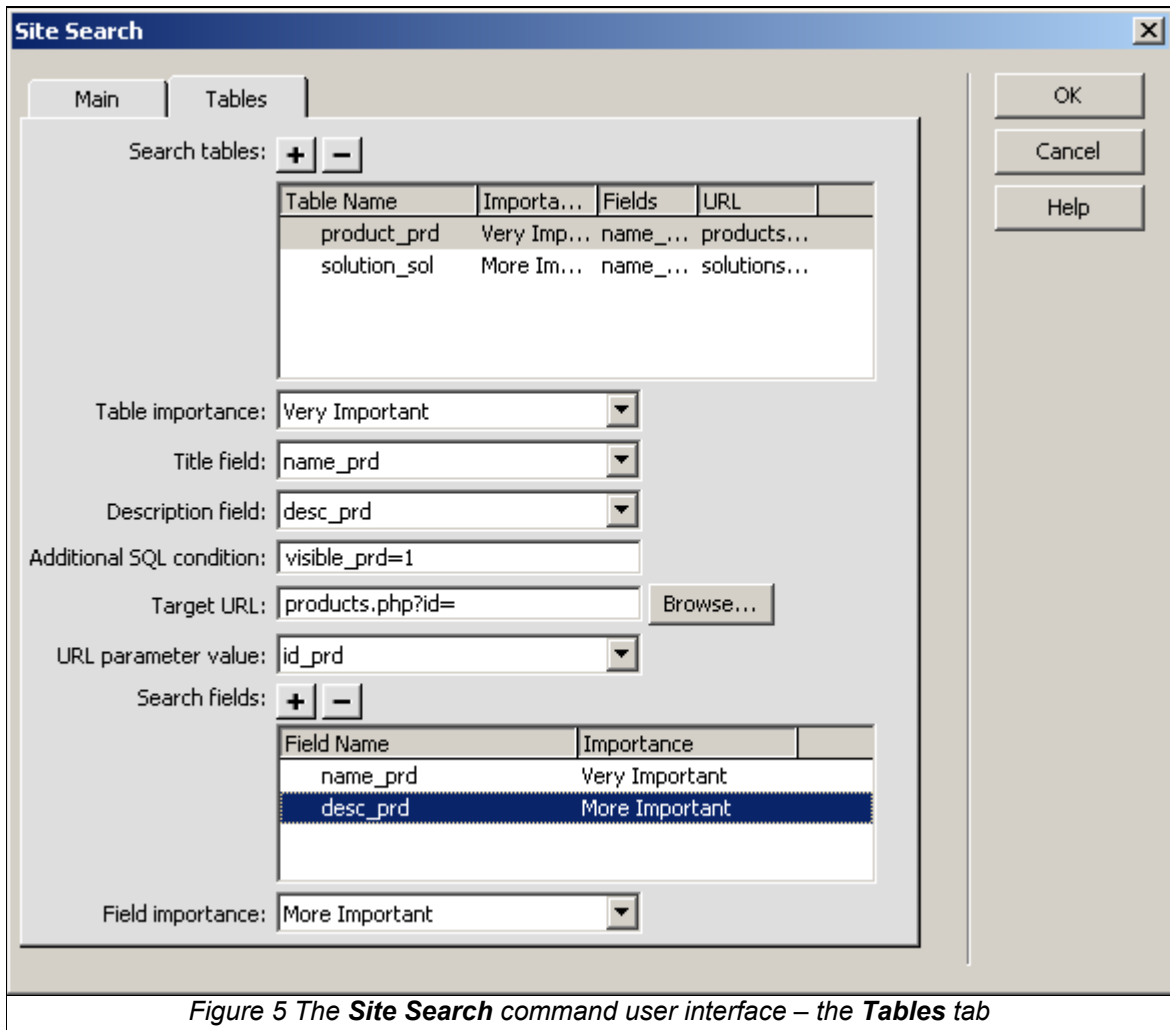 Site Search
Main Tables
OK
Cancel
Help
Search tables: + −
Table Name Importa... Fields URL
product_prd Very Imp... name_... products...
solution_sol More Im... name_... solutions...
Table importance: Very Important
Title field: name_prd
Description field: desc_prd
Additional SQL condition: visible_prd=1
Target URL: products.php?id= Browse...
URL parameter value: id_prd
Search fields: + −
Field Name Importance
name_prd Very Important
desc_prd More Important
Field importance: More Important
Figure 5 The Site Search command user interface – the Tables tab